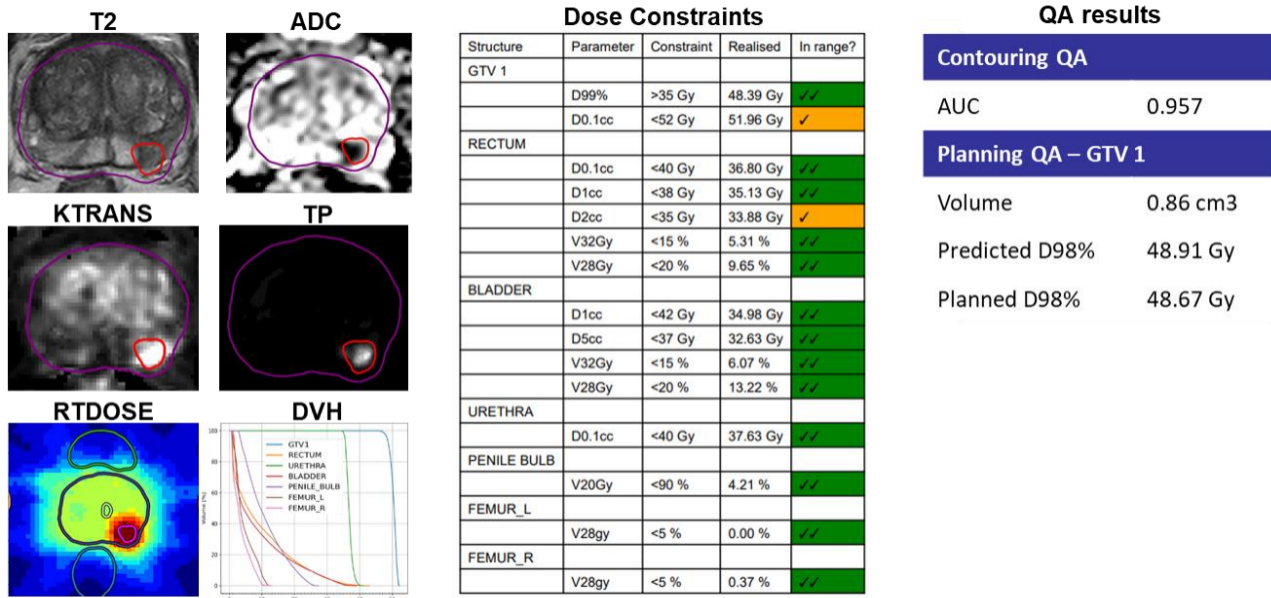 T2
ADC
KTRANS
TP
RTDOSE
DVH
Volume (%)
100
80
60
40
20
0
GTV1
RECTUM
URETHRA
BLADDER
PENILE_BULB
FEMUR_L
FEMUR_R
Dose Constraints
Structure Parameter Constraint Realised In range?
GTV 1
D99% >35 Gy 48.39 Gy ✓✓
D0.1cc <52 Gy 51.96 Gy ✓
RECTUM
D0.1cc <40 Gy 36.80 Gy ✓✓
D1cc <38 Gy 35.13 Gy ✓✓
D2cc <35 Gy 33.88 Gy ✓
V32Gy <15 % 5.31 % ✓✓
V28Gy <20 % 9.65 % ✓✓
BLADDER
D1cc <42 Gy 34.98 Gy ✓✓
D5cc <37 Gy 32.63 Gy ✓✓
V32Gy <15 % 6.07 % ✓✓
V28Gy <20 % 13.22 % ✓✓
URETHRA
D0.1cc <40 Gy 37.63 Gy ✓✓
PENILE BULB
V20Gy <90 % 4.21 % ✓✓
FEMUR_L
V28gy <5 % 0.00 % ✓✓
FEMUR_R
V28gy <5 % 0.37 % ✓✓
QA results
Contouring QA
AUC 0.957
Planning QA – GTV 1
Volume 0.86 cm3
Predicted D98% 48.91 Gy
Planned D98% 48.67 Gy